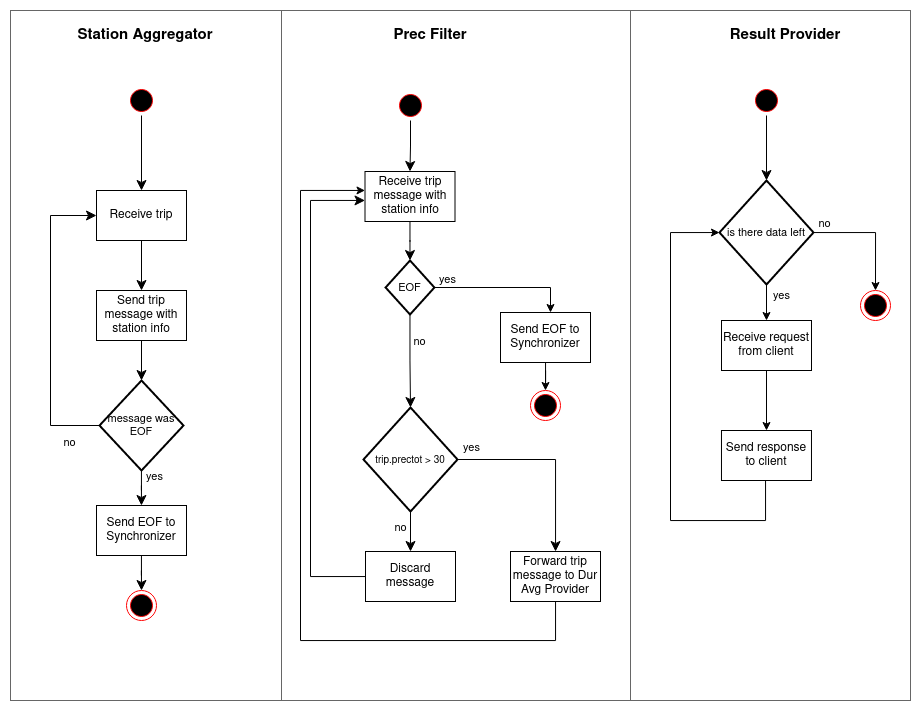 Station Aggregator
Receive trip
Send trip
message with
station info
message was
EOF
no
yes
Send EOF to
Synchronizer
Prec Filter
Receive trip
message with
station info
EOF
yes
no
Send EOF to
Synchronizer
trip.prectot > 30
yes
no
Discard
message
Forward trip
message to Dur
Avg Provider
Result Provider
is there data left
no
yes
Receive request
from client
Send response
to client